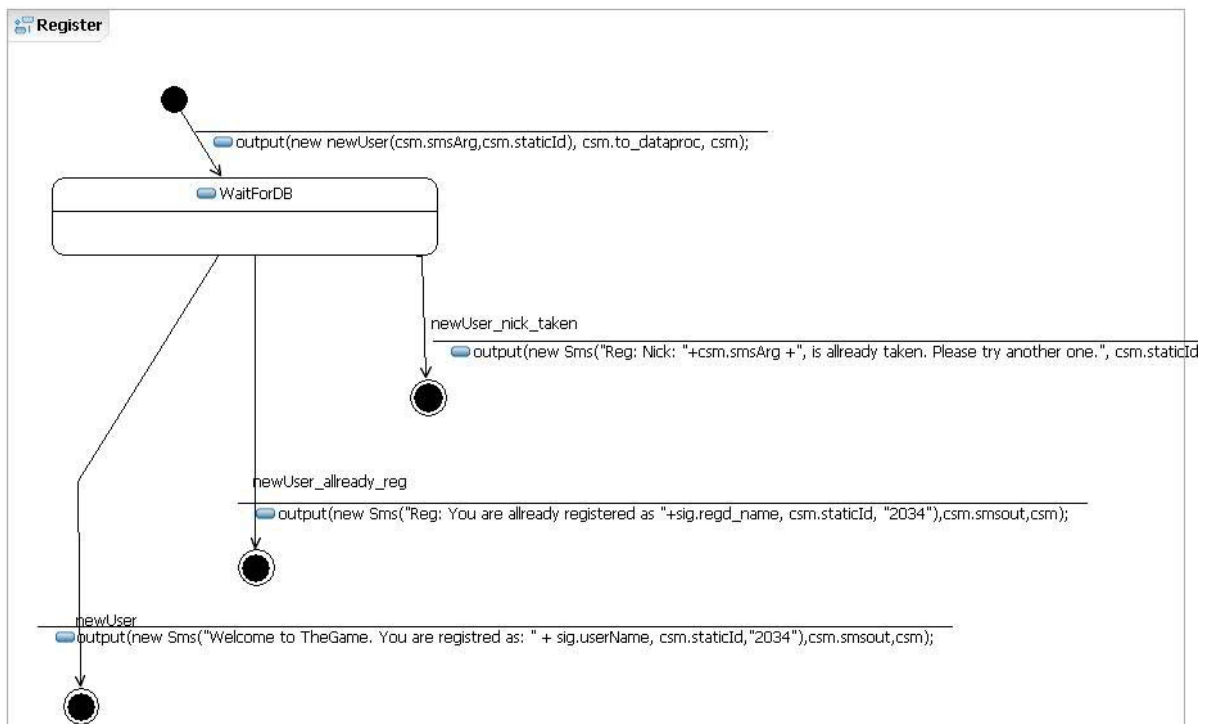 Register
output(new newUser(csm.smsArg,csm.staticId), csm.to_dataproc, csm);
WaitForDB
newUser_nick_taken
output(new Sms("Reg: Nick: "+csm.smsArg +", is allready taken. Please try another one.", csm.staticId
newUser_allready_reg
output(new Sms("Reg: You are allready registered as "+sig.regd_name, csm.staticId, "2034"),csm.smsout,csm);
newUser
output(new Sms("Welcome to TheGame. You are registred as: " + sig.userName, csm.staticId,"2034"),csm.smsout,csm);